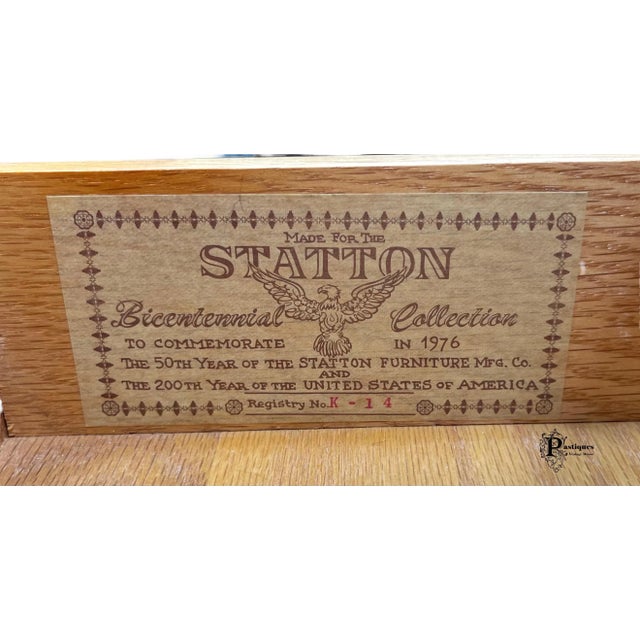 MADE FOR THE
STATTON
Bicentennial Collection
TO COMMEMORATE IN 1976
THE 50TH YEAR OF THE STATTON FURNITURE MFG. CO.
AND
THE 200TH YEAR OF THE UNITED STATES OF AMERICA
Registry No. K - 14
Pastiques